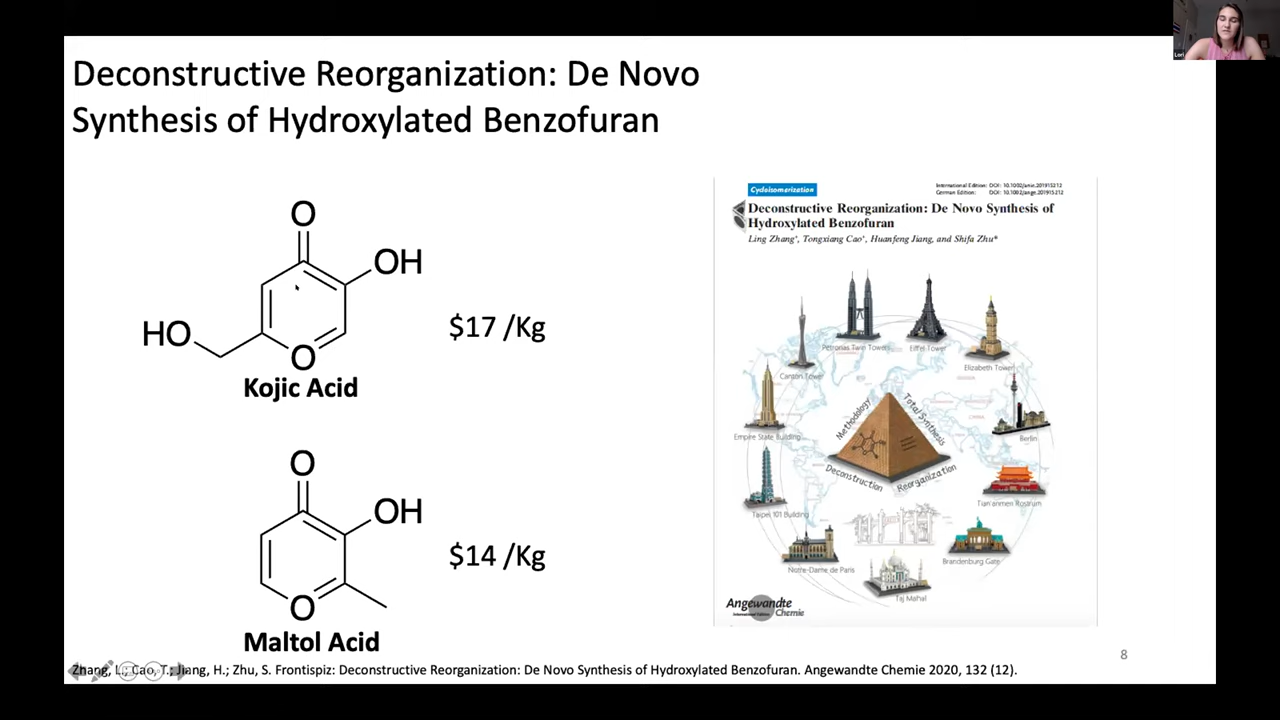 Deconstructive Reorganization: De Novo
Synthesis of Hydroxylated Benzofuran
O
OH
HO
O
Kojic Acid
$17 /Kg
O
OH
O
Maltol Acid
$14 /Kg
Cycloisomerization
International Edition: DOI: 10.1002/anie.201915212
German Edition: DOI: 10.1002/ange.201915212
Deconstructive Reorganization: De Novo Synthesis of
Hydroxylated Benzofuran
Ling Zhang+, Tongxiang Cao+, Huanfeng Jiang, and Shifa Zhu*
Petronas Twin Towers
Eiffel Tower
Elizabeth Tower
Canton Tower
Berlin
Empire State Building
Methodology
Total Synthesis
Deconstruction
Reorganization
Tian'anmen Rostrum
Taipei 101 Building
Notre-Dame de Paris
Brandenburg Gate
Taj Mahal
Angewandte
International Edition
Chemie
8
Zhang, L.; Cao, T.; Jiang, H.; Zhu, S. Frontispiz: Deconstructive Reorganization: De Novo Synthesis of Hydroxylated Benzofuran. Angewandte Chemie 2020, 132 (12).
Lori